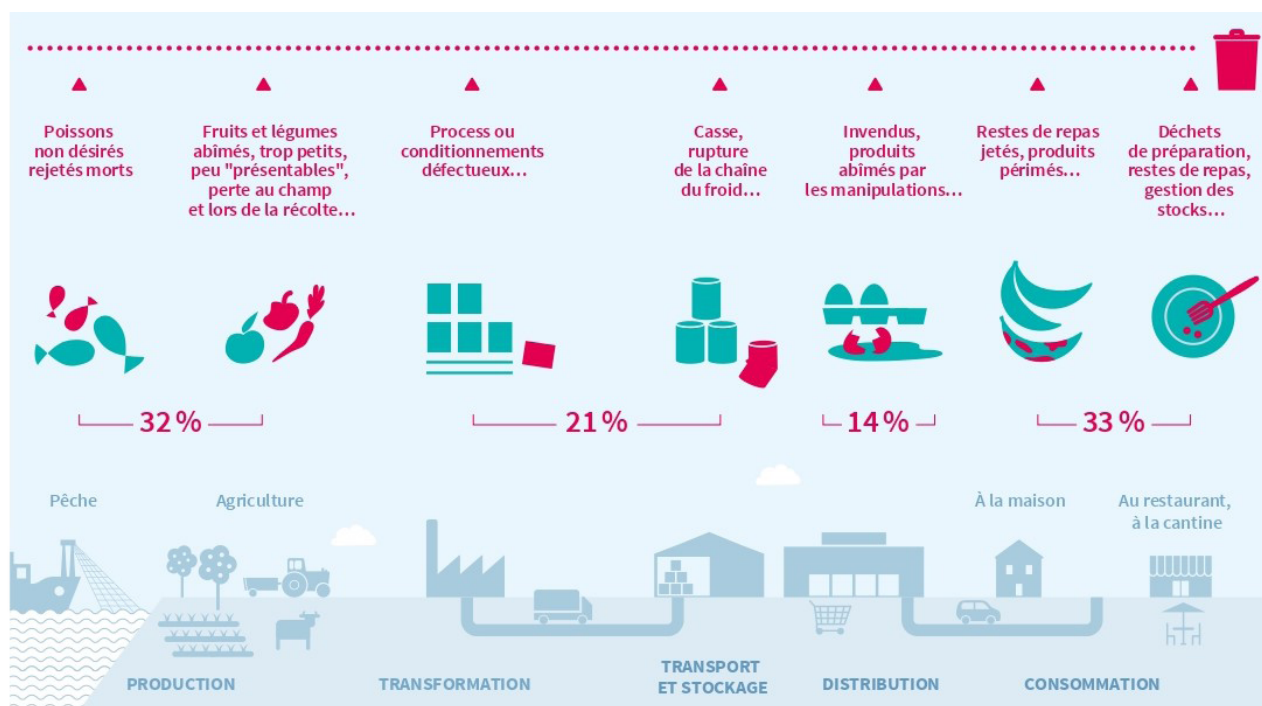 Poissons
non désirés
rejetés morts
Fruits et légumes
abîmés, trop petits,
peu "présentables",
perte au champ
et lors de la récolte…
Process ou
conditionnements
défectueux…
Casse,
rupture
de la chaîne
du froid…
Invendus,
produits
abîmés par
les manipulations…
Restes de repas
jetés, produits
périmés…
Déchets
de préparation,
restes de repas,
gestion des
stocks…
32 %
21 %
14 %
33 %
Pêche
Agriculture
À la maison
Au restaurant,
à la cantine
PRODUCTION
TRANSFORMATION
TRANSPORT
ET STOCKAGE
DISTRIBUTION
CONSOMMATION